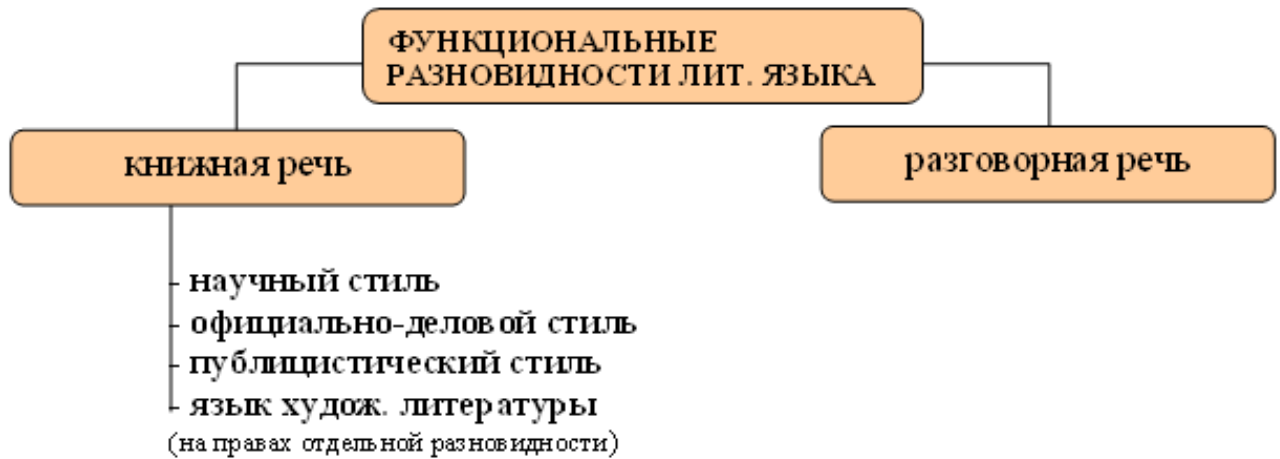 ФУНКЦИОНАЛЬНЫЕ
РАЗНОВИДНОСТИ ЛИТ. ЯЗЫКА
книжная речь
разговорная речь
- научный стиль
- официально-деловой стиль
- публицистический стиль
- язык худож. литературы
(на правах отдельной разновидности)